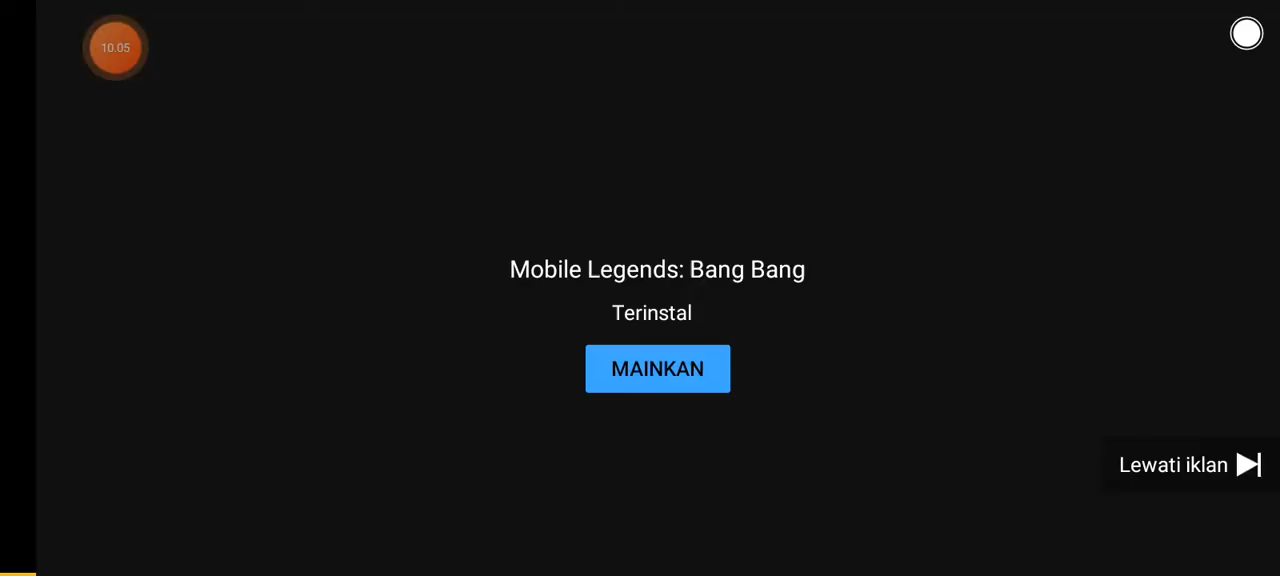 10.05
Mobile Legends: Bang Bang
Terinstal
MAINKAN
Lewati iklan